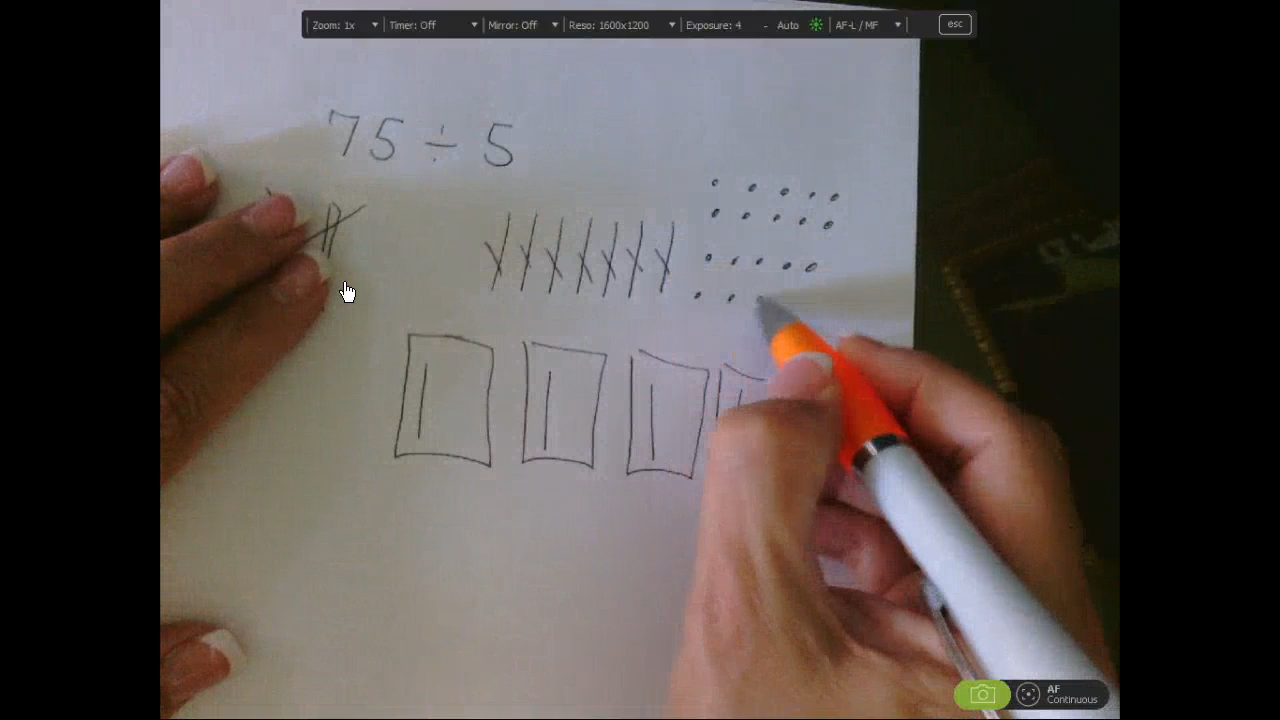 Zoom: 1x Timer: Off Mirror: Off Reso: 1600x1200 Exposure: 4 - Auto AF-L / MF esc
75 ÷ 5
AF
Continuous